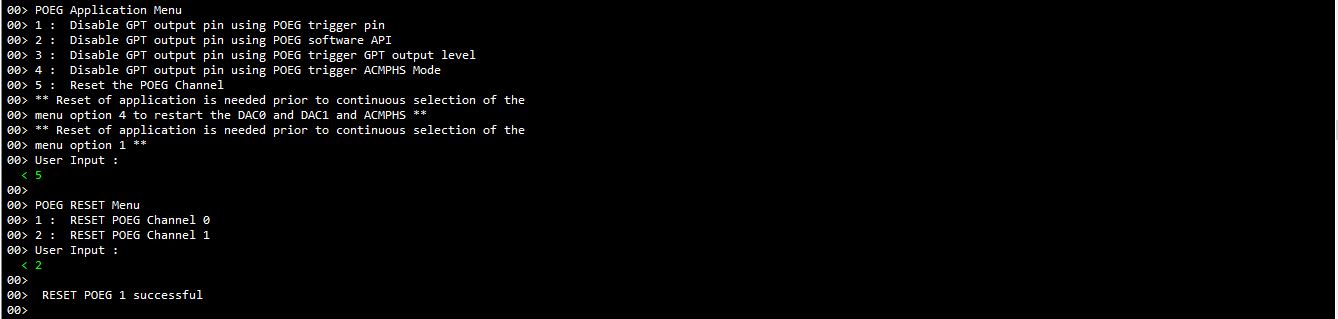 00> POEG Application Menu
00> 1 :  Disable GPT output pin using POEG trigger pin
00> 2 :  Disable GPT output pin using POEG software API
00> 3 :  Disable GPT output pin using POEG trigger GPT output level
00> 4 :  Disable GPT output pin using POEG trigger ACMPHS Mode
00> 5 :  Reset the POEG Channel
00> ** Reset of application is needed prior to continuous selection of the
00> menu option 4 to restart the DAC0 and DAC1 and ACMPHS **
00> ** Reset of application is needed prior to continuous selection of the
00> menu option 1 **
00> User Input :
< 5
00>
00> POEG RESET Menu
00> 1 :  RESET POEG Channel 0
00> 2 :  RESET POEG Channel 1
00> User Input :
< 2
00>
00>  RESET POEG 1 successful
00>